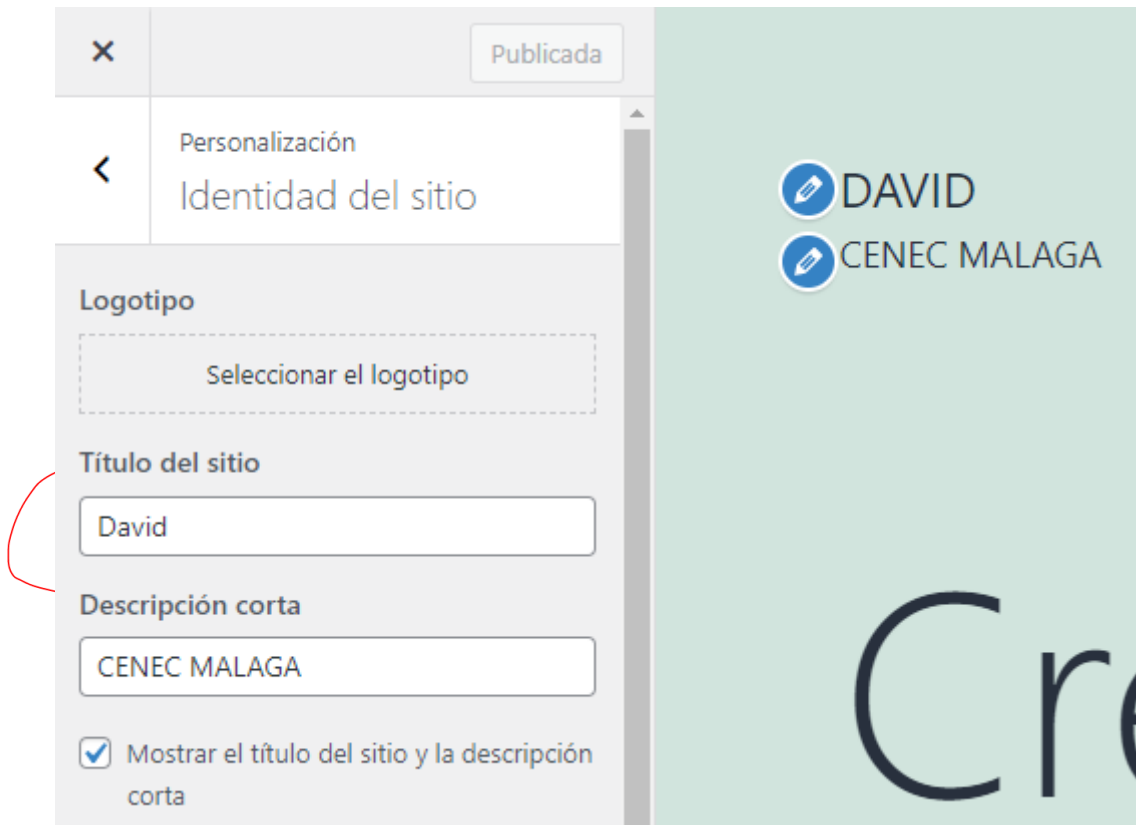 Publicada
Personalización
Identidad del sitio
Logotipo
Seleccionar el logotipo
Título del sitio
David
Descripción corta
CENEC MALAGA
Mostrar el título del sitio y la descripción
corta
DAVID
CENEC MALAGA
Cre